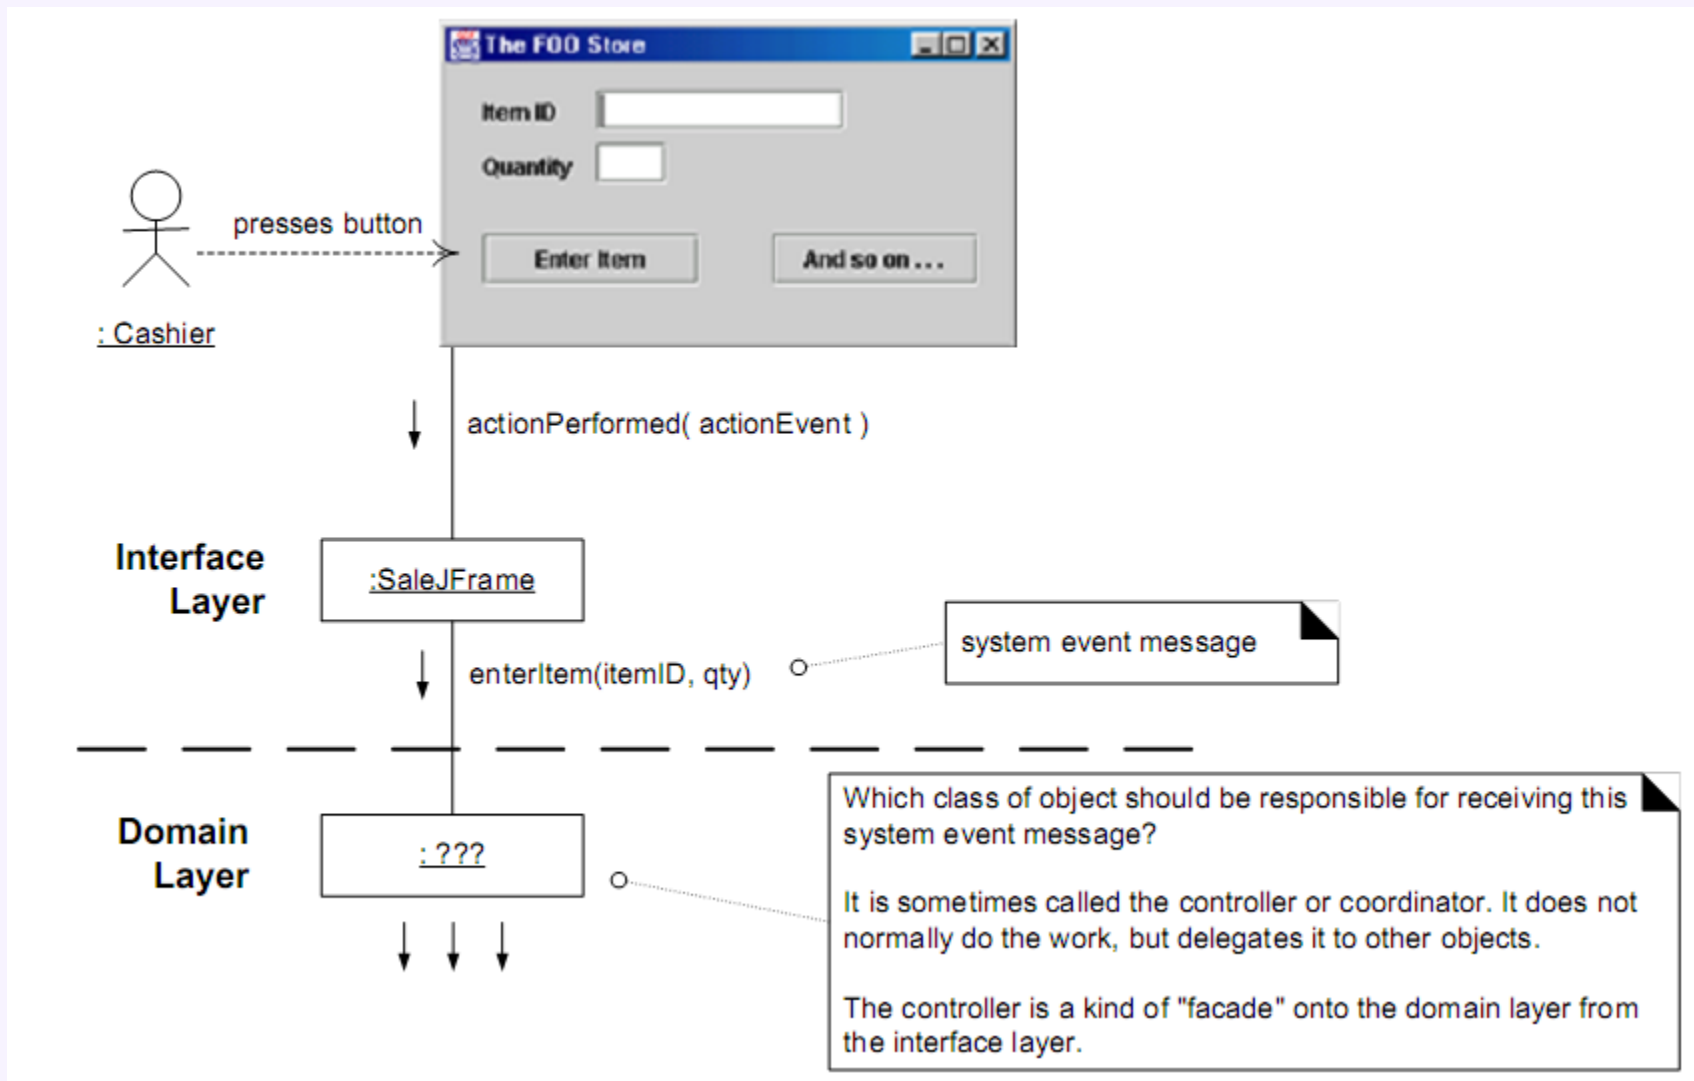 The FOO Store
Item ID
Quantity
presses button
Enter Item
And so on ...
: Cashier
actionPerformed( actionEvent )
Interface
Layer
:SaleJFrame
system event message
enterItem(itemID, qty)
Domain
Layer
: ???
Which class of object should be responsible for receiving this
system event message?
It is sometimes called the controller or coordinator. It does not
normally do the work, but delegates it to other objects.
The controller is a kind of "facade" onto the domain layer from
the interface layer.